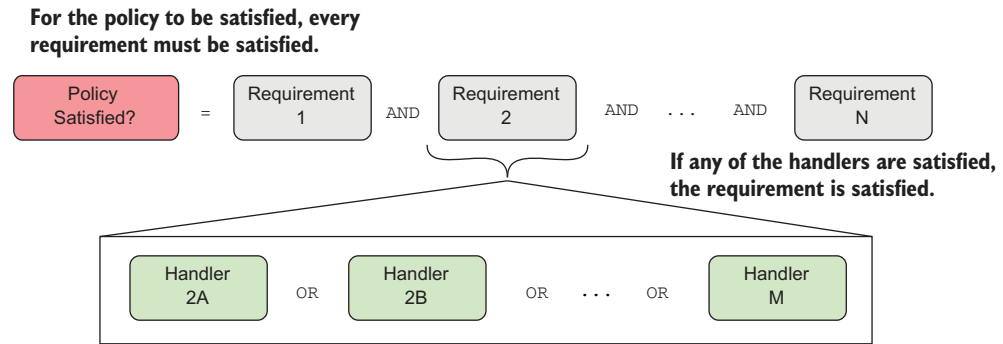 For the policy to be satisfied, every
requirement must be satisfied.
Policy
Satisfied?
=
Requirement
1
AND
Requirement
2
AND ... AND
Requirement
N
If any of the handlers are satisfied,
the requirement is satisfied.
Handler
2A
OR
Handler
2B
OR ... OR
Handler
M